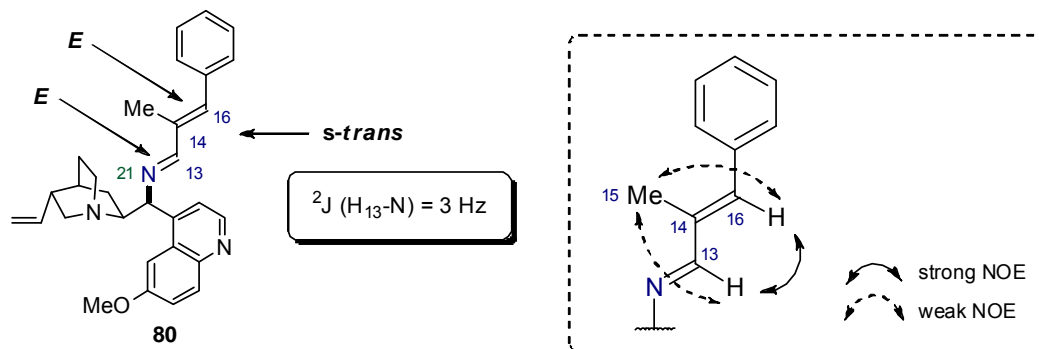 E
Me
16
E
14
s-trans
21
N
13
N
N
MeO
80
²J (H₁₃-N) = 3 Hz
15
Me
16
H
14
13
N
H
strong NOE
weak NOE